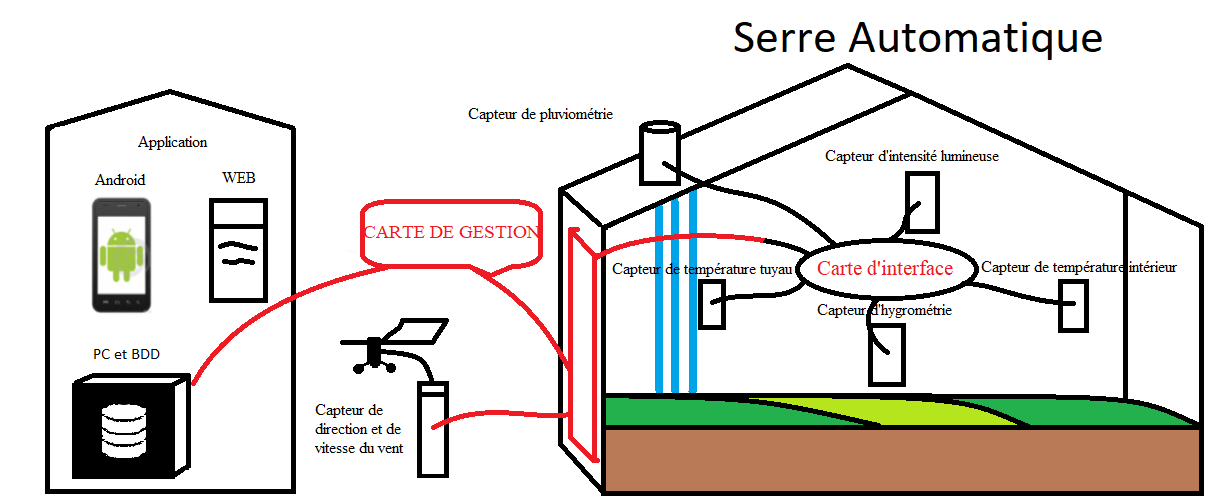 Serre Automatique
Application
Android
WEB
PC et BDD
CARTE DE GESTION
Capteur de
direction et de
vitesse du vent
Capteur de pluviométrie
Capteur d'intensité lumineuse
Capteur de température tuyau
Carte d'interface
Capteur de température intérieur
Capteur d'hygrométrie